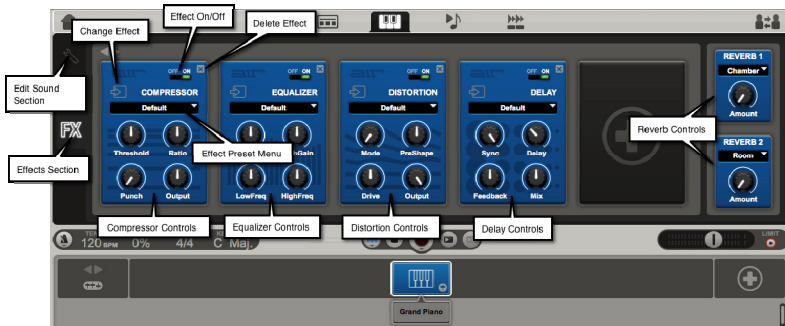 Effect On/Off
Delete Effect
Change Effect
Edit Sound
Section
FX
Effects Section
OFF ON
COMPRESSOR
Default
Threshold
Ratio
Punch
Output
Effect Preset Menu
Compressor Controls
OFF ON
EQUALIZER
Default
Gain
LowFreq
HighFreq
Equalizer Controls
OFF ON
DISTORTION
Default
Mode
PreShape
Drive
Output
Distortion Controls
OFF ON
DELAY
Default
Sync
Delay
Feedback
Mix
Delay Controls
REVERB 1
Chamber
Amount
Reverb Controls
REVERB 2
Room
Amount
120 BPM
0%
4/4
C Maj.
LIMIT
Grand Piano